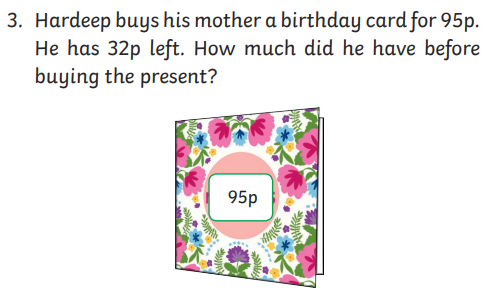 3. Hardeep buys his mother a birthday card for 95p.
He has 32p left. How much did he have before
buying the present?
95p